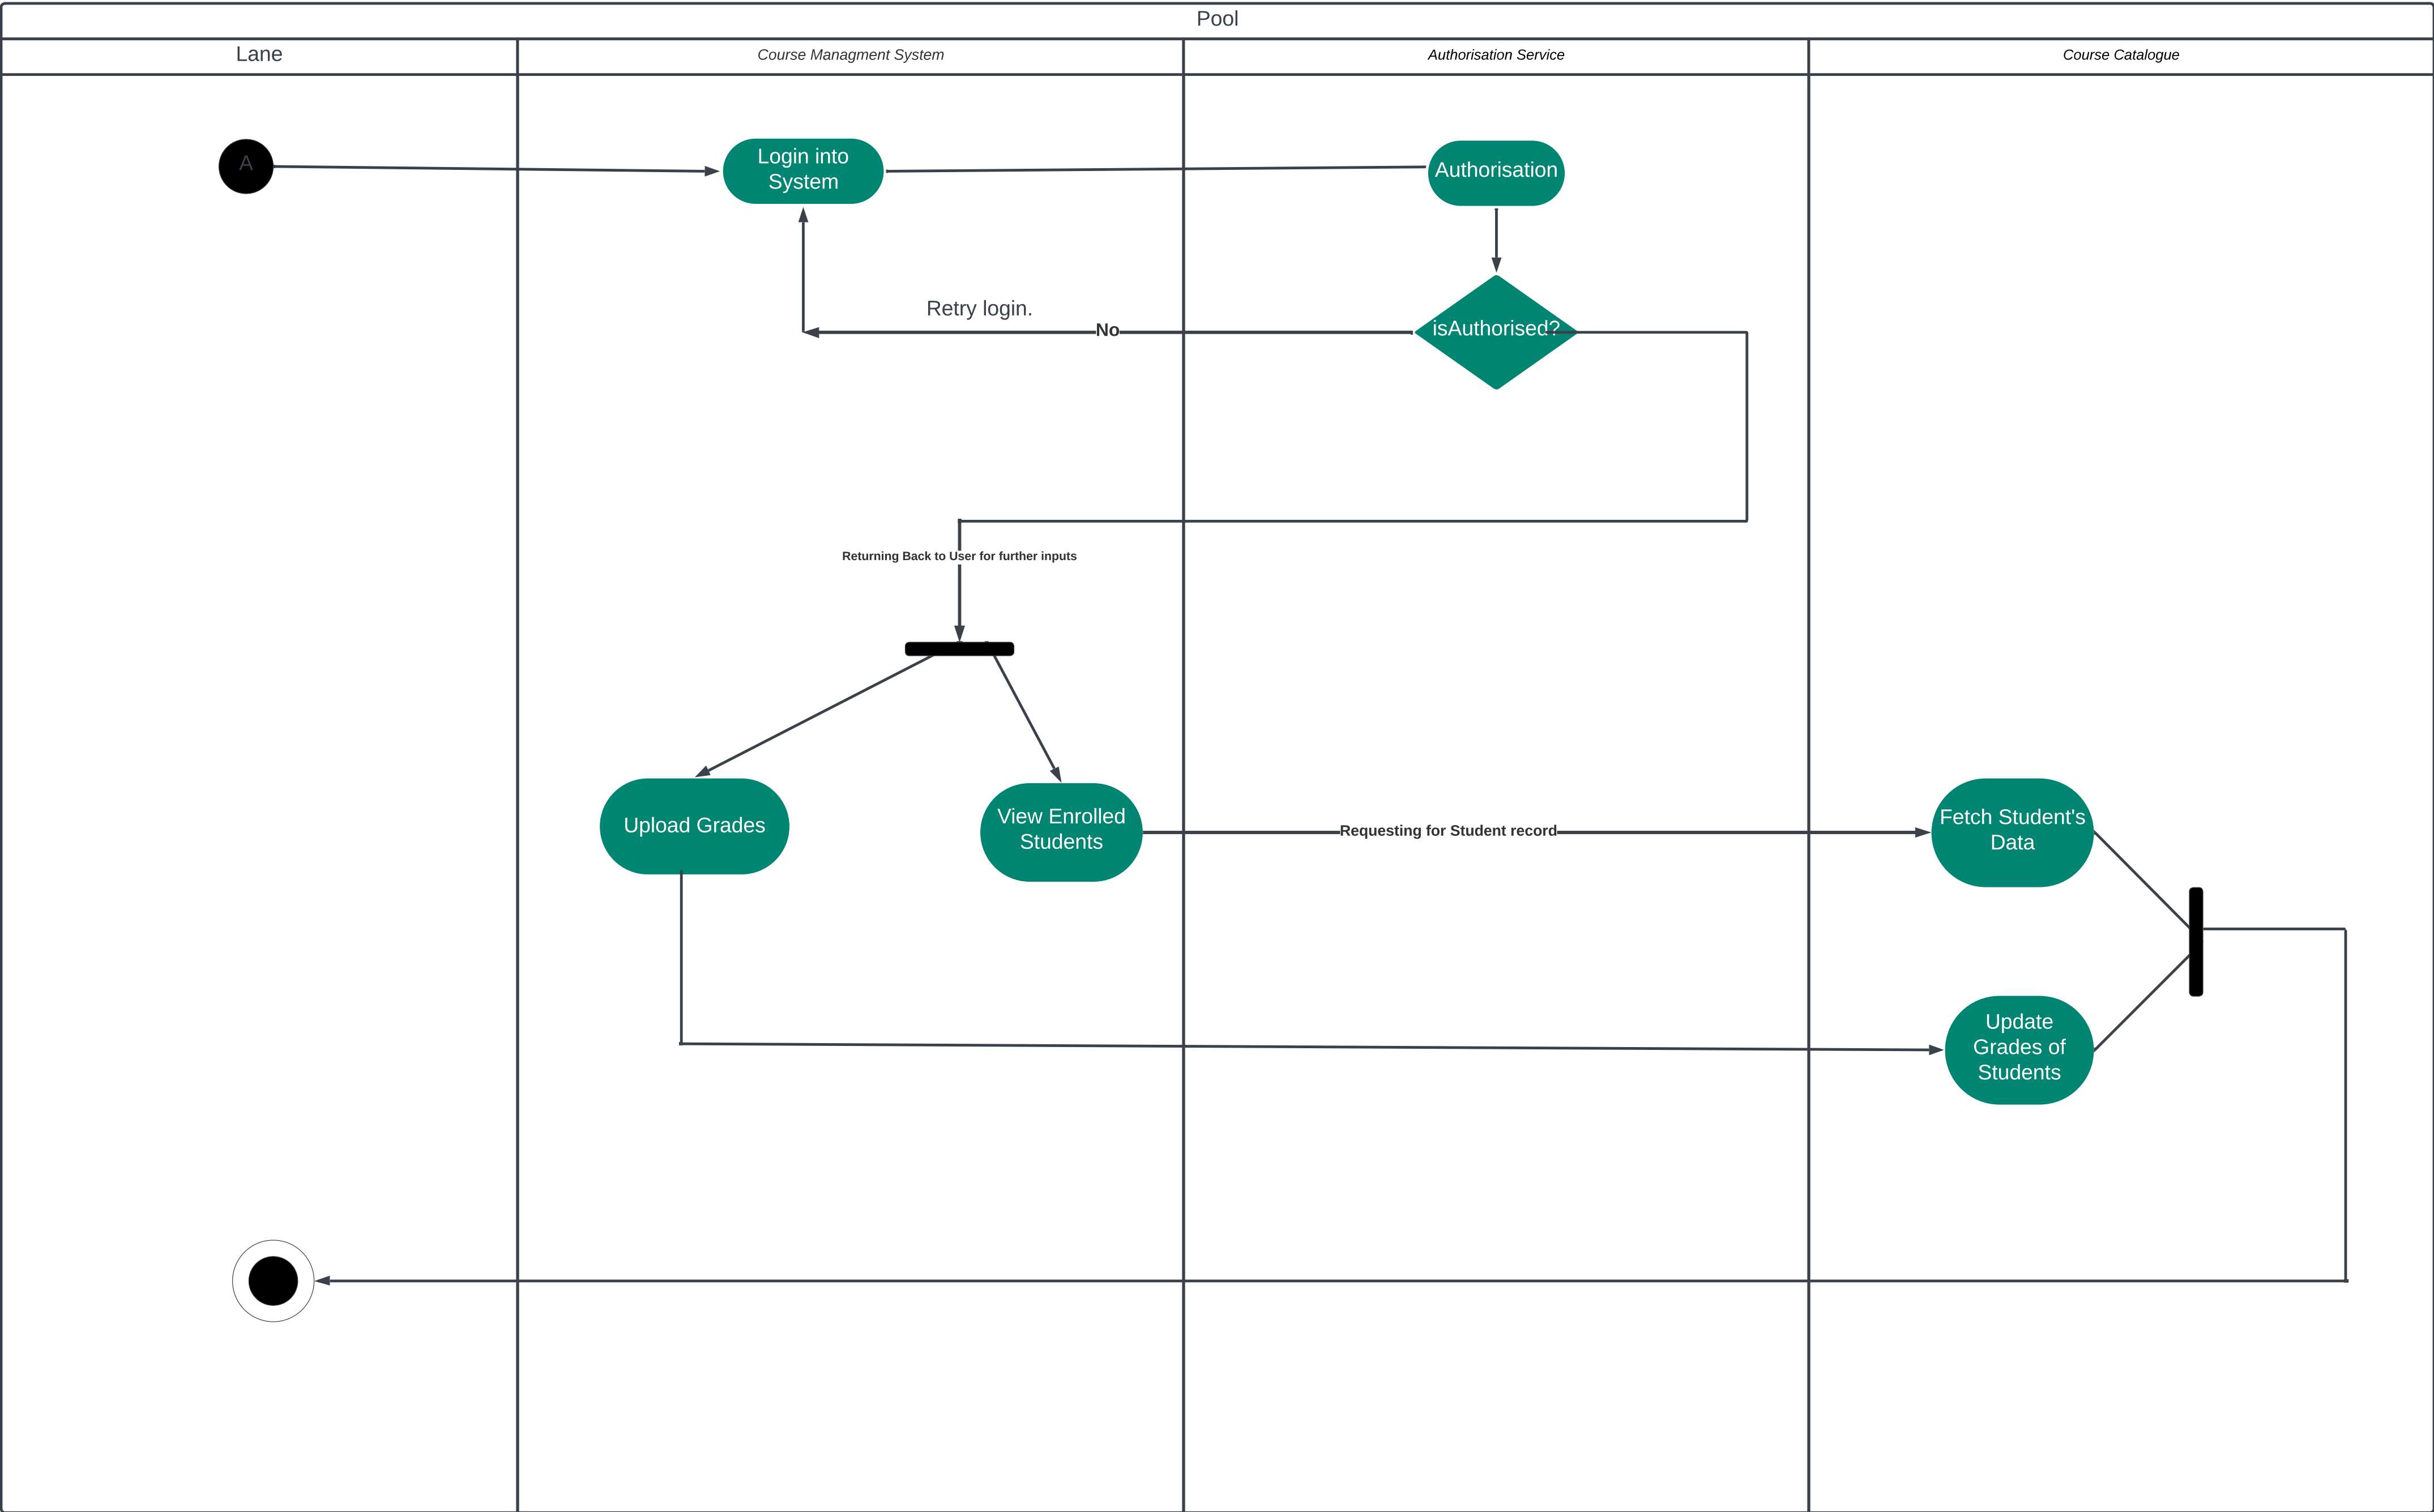 Pool
Lane
Course Managment System
Authorisation Service
Course Catalogue
A
Login into
System
Authorisation
Retry login.
No
isAuthorised?
Returning Back to User for further inputs
Upload Grades
View Enrolled
Students
Requesting for Student record
Fetch Student's
Data
Update
Grades of
Students